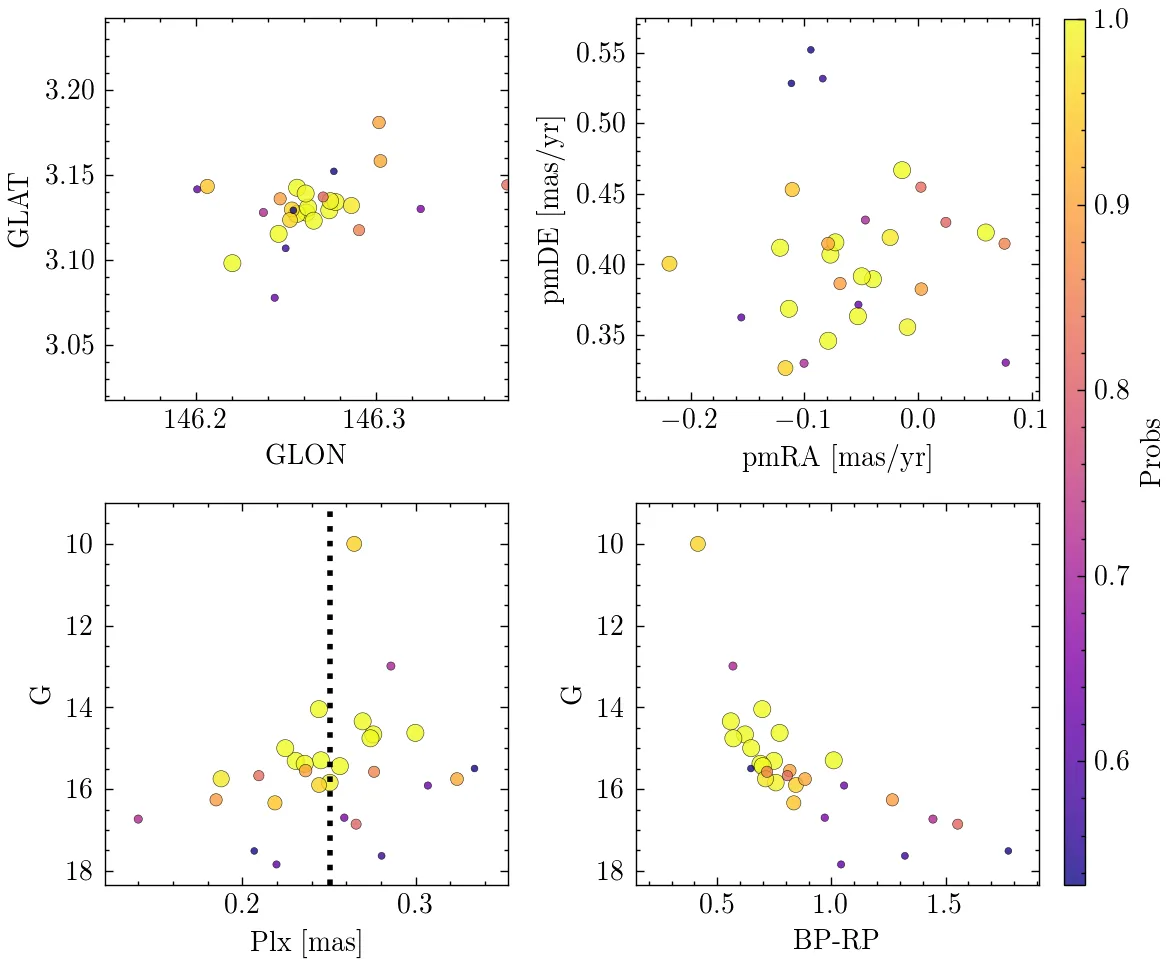 3.20
3.15
3.10
3.05
GLAT
146.2 146.3
GLON
0.55
0.50
0.45
0.40
0.35
pmDE [mas/yr]
−0.2 −0.1 0.0 0.1
pmRA [mas/yr]
10
12
14
16
18
G
0.2 0.3
Plx [mas]
10
12
14
16
18
G
0.5 1.0 1.5
BP-RP
1.0
0.9
0.8
0.7
0.6
Probs